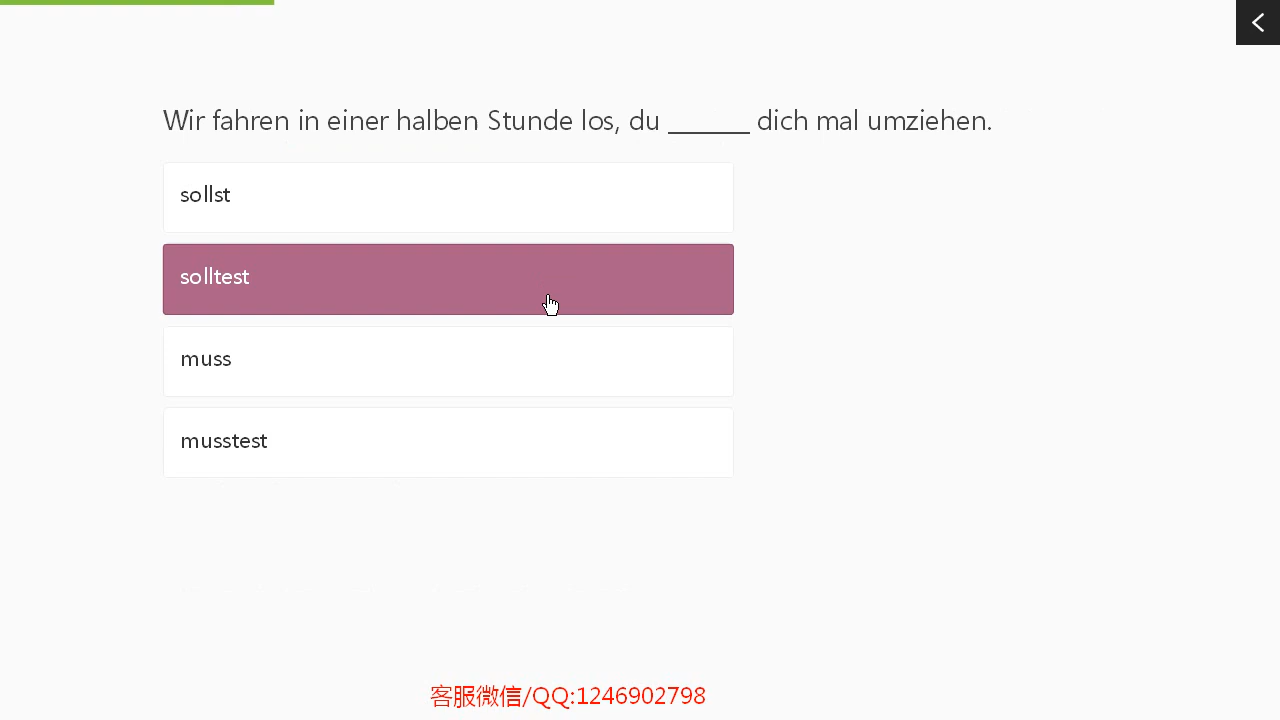 Wir fahren in einer halben Stunde los, du ______ dich mal umziehen.
sollst
solltest
muss
musstest
客服微信/QQ:1246902798